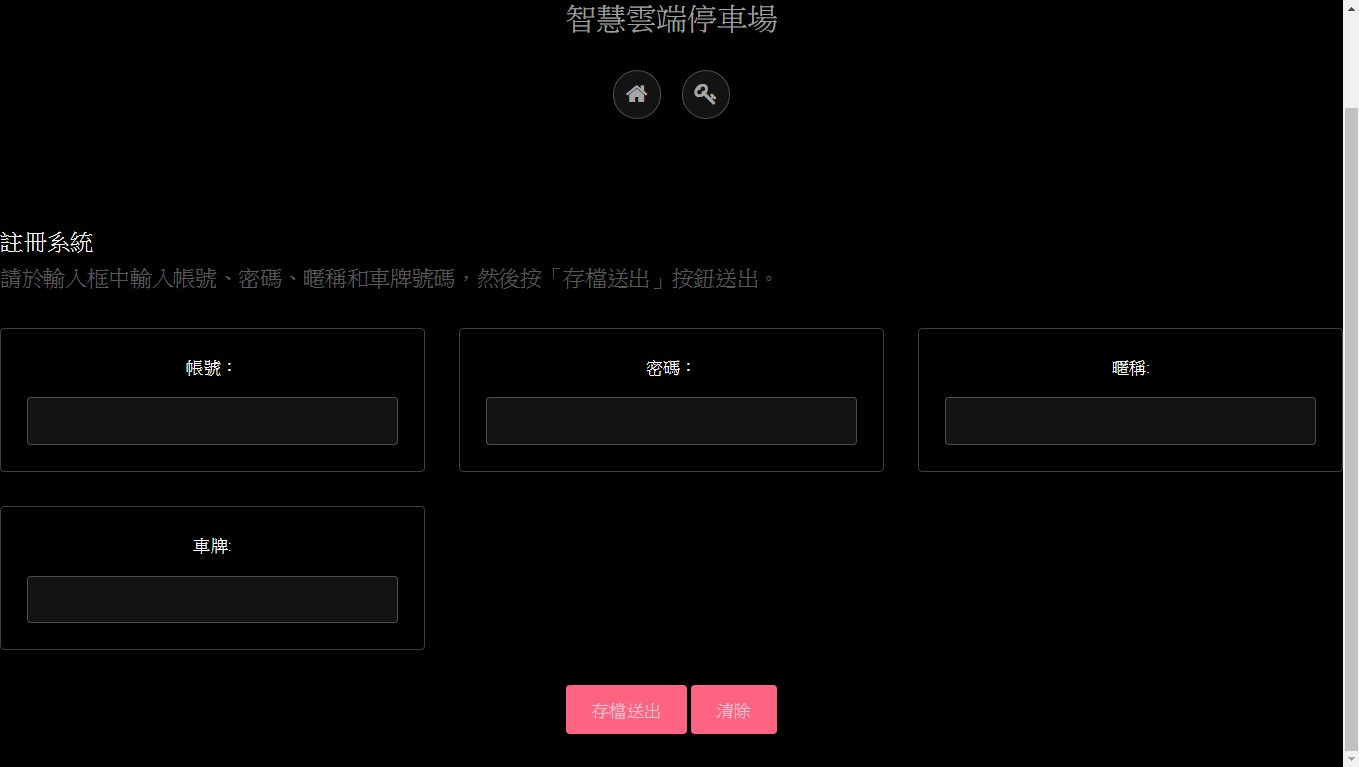 智慧雲端停車場
註冊系統
請於輸入框中輸入帳號、密碼、暱稱和車牌號碼，然後按「存檔送出」按鈕送出。
帳號：
密碼：
暱稱:
車牌:
存檔送出
清除